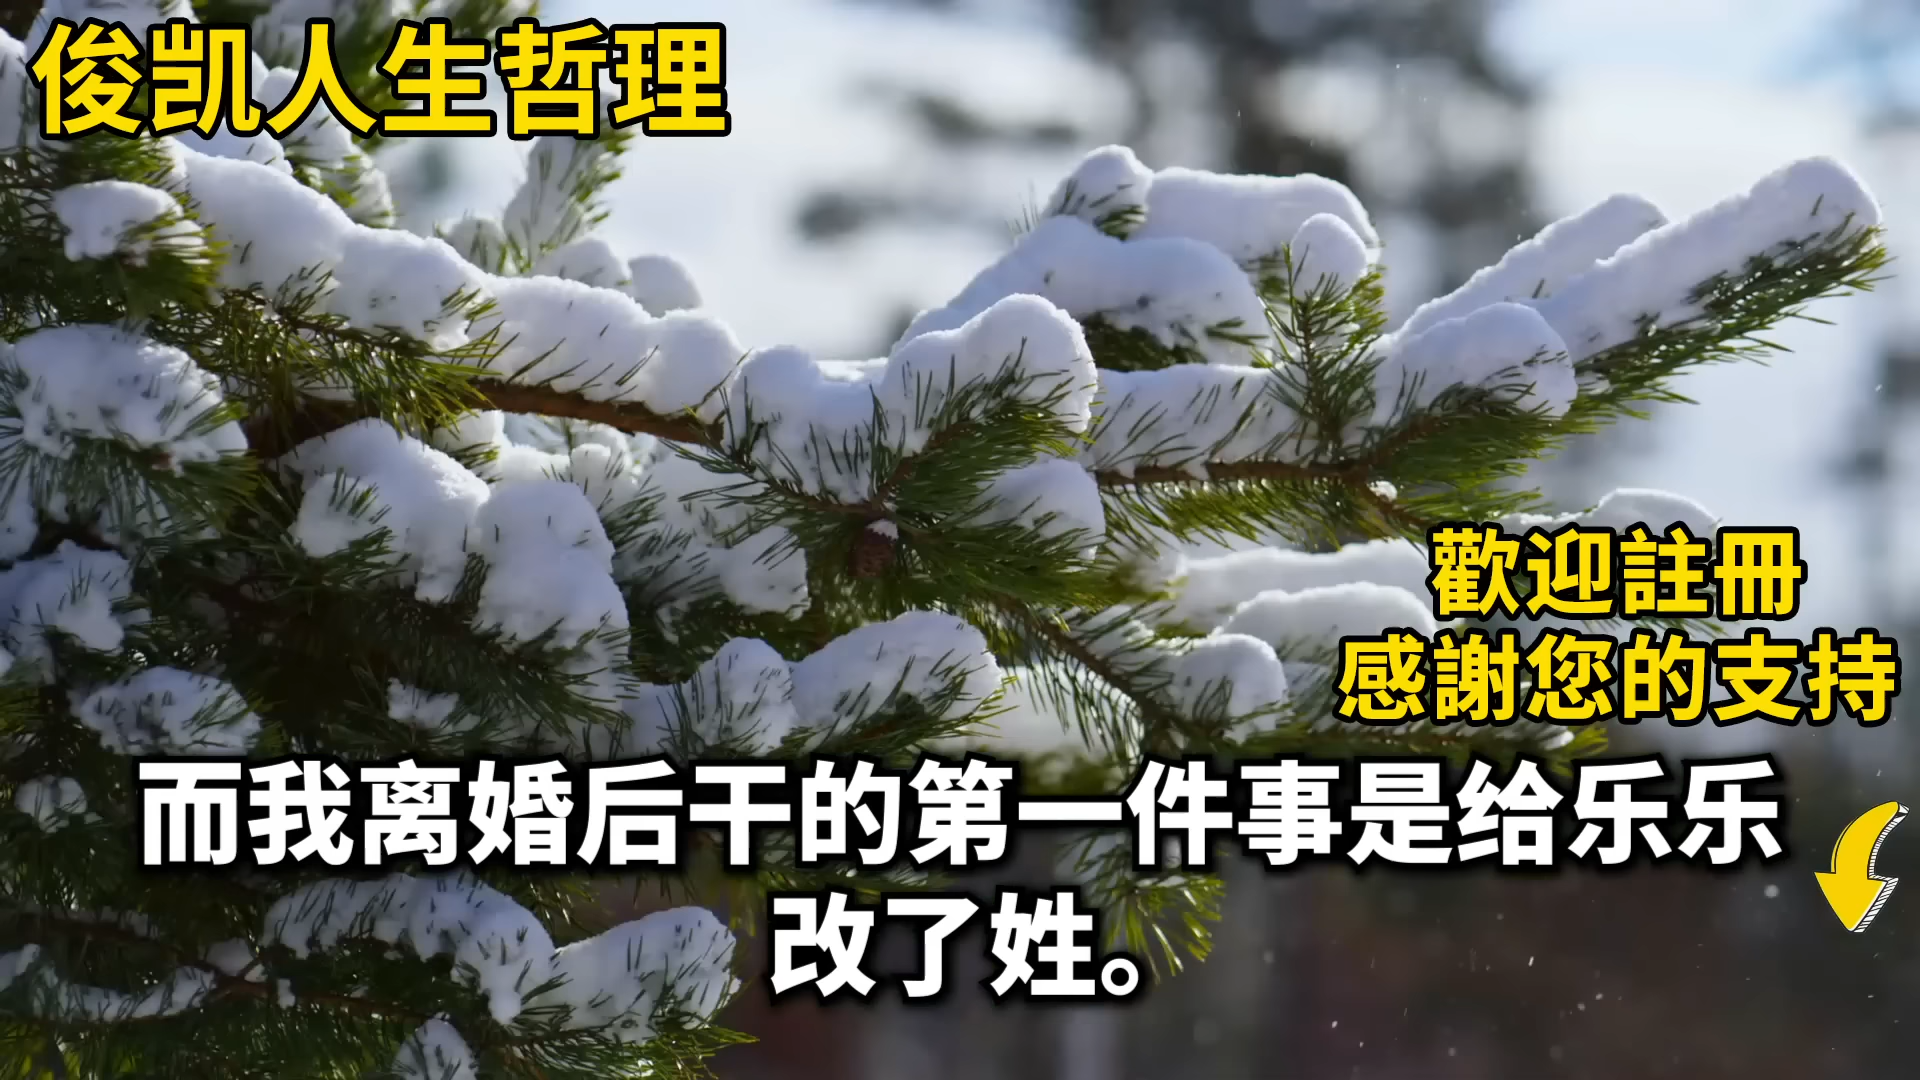 俊凯人生哲理
歡迎註冊
感謝您的支持
而我离婚后干的第一件事是给乐乐
改了姓。